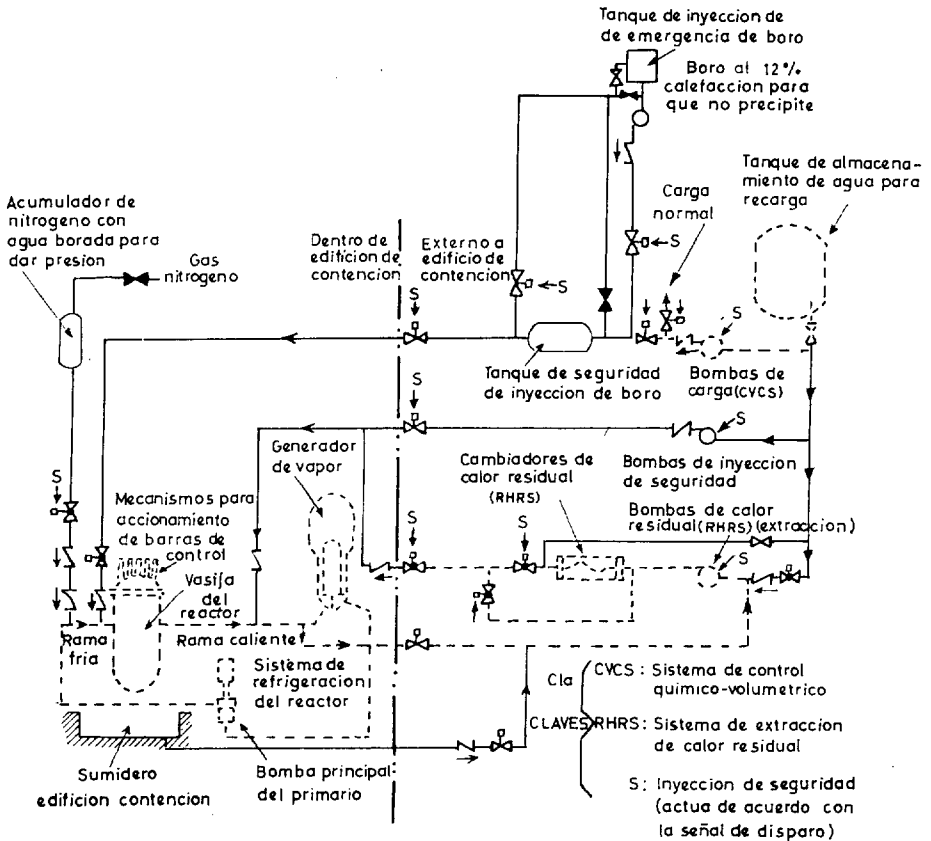 Tanque de inyeccion de
de emergencia de boro
Boro al 12%
calefaccion para
que no precipite
Tanque de almacena-
miento de agua para
recarga
Carga
normal
Acumulador de
nitrogeno con
agua borada para
dar presion
Gas
nitrogeno
Dentro de
edificion de
contencion
Externo a
edificio de
contencion
S
S
S
S
Tanque de seguridad
de inyeccion de boro
Bombas de
carga(CVCS)
S
S
Generador
de vapor
Cambiadores de
calor residual
(RHRS)
Bombas de inyeccion
de seguridad
Bombas de calor
residual(RHRS)(extraccion)
S
S
S
S
Mecanismos para
accionamiento
de barras de
control
Vasija
del
reactor
Rama
fria
Rama caliente
Sistema de
refrigeracion
del reactor
Sumidero
edificion contencion
Bomba principal
del primario
Cla
CLAVES
CVCS: Sistema de control
quimico-volumetrico
RHRS: Sistema de extraccion
de calor residual
S: Inyeccion de seguridad
(actua de acuerdo con
la señal de disparo)